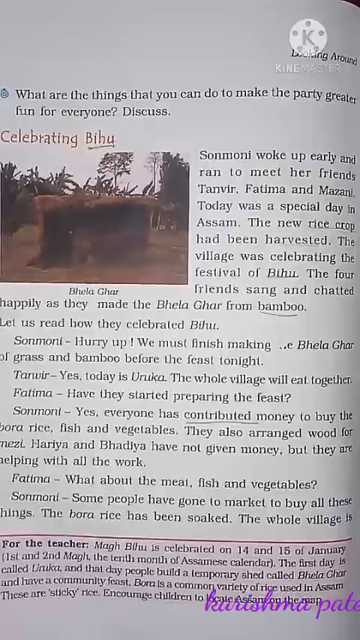 Looking Around
KINEMASTER
What are the things that you can do to make the party greater
fun for everyone? Discuss.
Celebrating Bihu
Sonmoni woke up early and
ran to meet her friends
Tanvir, Fatima and Mazani.
Today was a special day in
Assam. The new rice crop
had been harvested. The
village was celebrating the
festival of Bihu. The four
friends sang and chatted
Bhela Ghar
happily as they made the Bhela Ghar from bamboo.
Let us read how they celebrated Bihu.
Sonmoni – Hurry up ! We must finish making Bhela Ghar
of grass and bamboo before the feast tonight.
Tanvir – Yes, today is Uruka. The whole village will eat together.
Fatima – Have they started preparing the feast?
Sonmoni – Yes, everyone has contributed money to buy the
bora rice, fish and vegetables. They also arranged wood for
mezi. Hariya and Bhadiya have not given money, but they are
helping with all the work.
Fatima – What about the meat, fish and vegetables?
Sonmoni – Some people have gone to market to buy all these
things. The bora rice has been soaked. The whole village is
For the teacher: Magh Bihu is celebrated on 14 and 15 of January
(1st and 2nd Magh, the tenth month of Assamese calendar). The first day is
called Uruka, and that day people build a temporary shed called Bhela Ghar
and have a community feast. Bora is a common variety of rice used in Assam
These are 'sticky' rice. Encourage children to locate Assam on the map
karishma pate